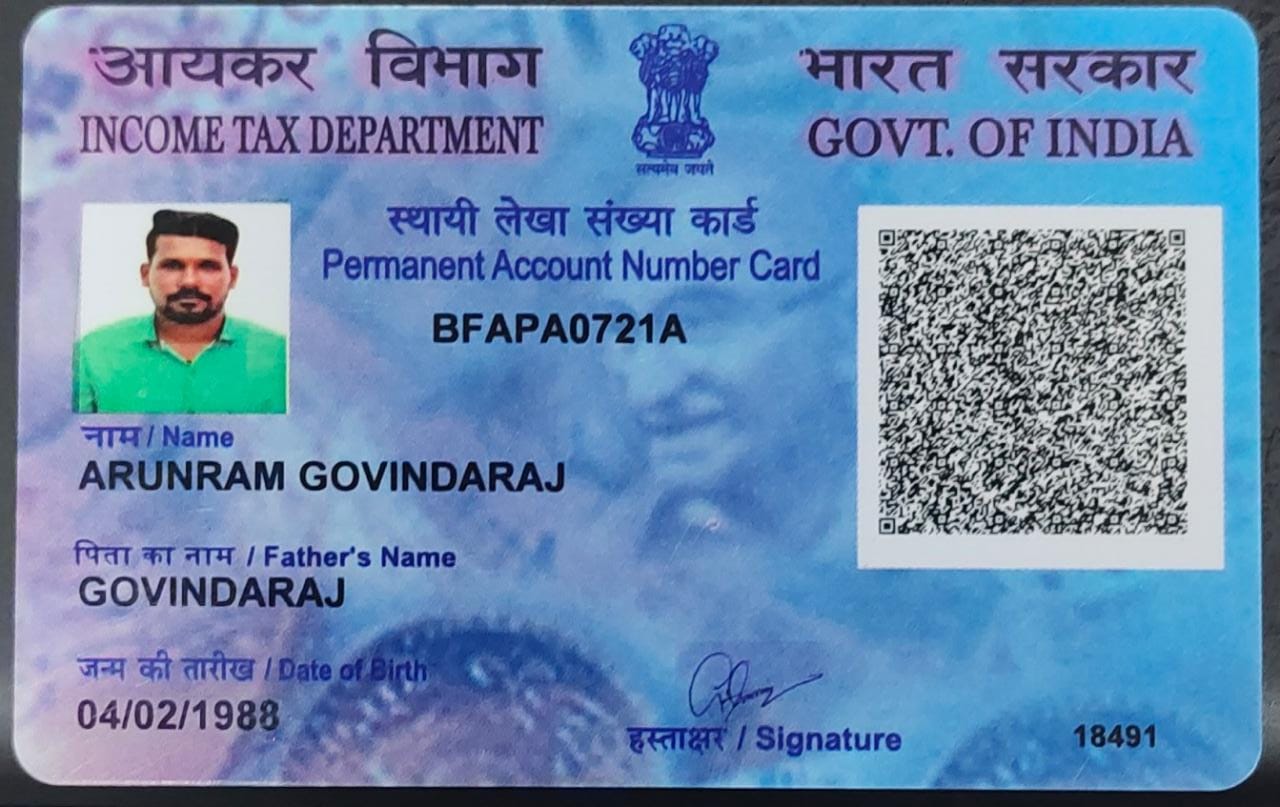 आयकर विभाग
INCOME TAX DEPARTMENT
सत्यमेव जयते
भारत सरकार
GOVT. OF INDIA
स्थायी लेखा संख्या कार्ड
Permanent Account Number Card
BFAPA0721A
नाम / Name
ARUNRAM GOVINDARAJ
पिता का नाम / Father's Name
GOVINDARAJ
जन्म की तारीख / Date of Birth
04/02/1988
हस्ताक्षर / Signature
18491